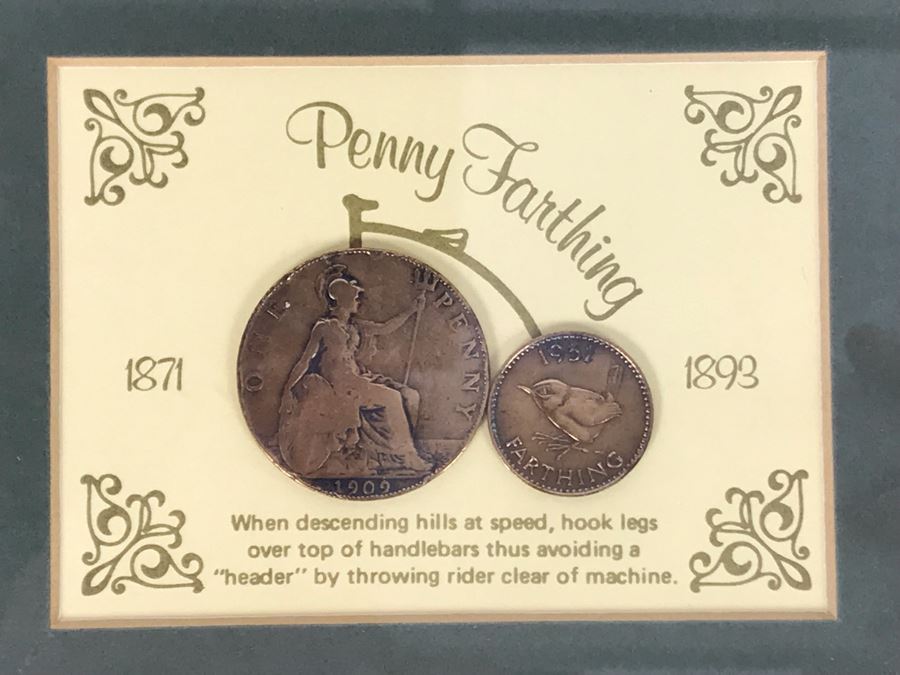 Penny Farthing
1871
1893
ONE PENNY
1909
FARTHING
When descending hills at speed, hook legs
over top of handlebars thus avoiding a
"header" by throwing rider clear of machine.